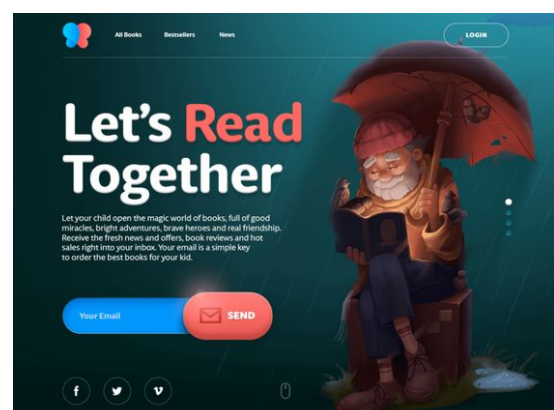 All Books Bestsellers News LOGIN
Let's Read
Together
Let your child open the magic world of books, full of good
miracles, bright adventures, brave heroes and real friendship.
Receive the fresh news and offers, book reviews and hot
sales right into your inbox. Your email is a simple key
to order the best books for your kid.
Your Email SEND